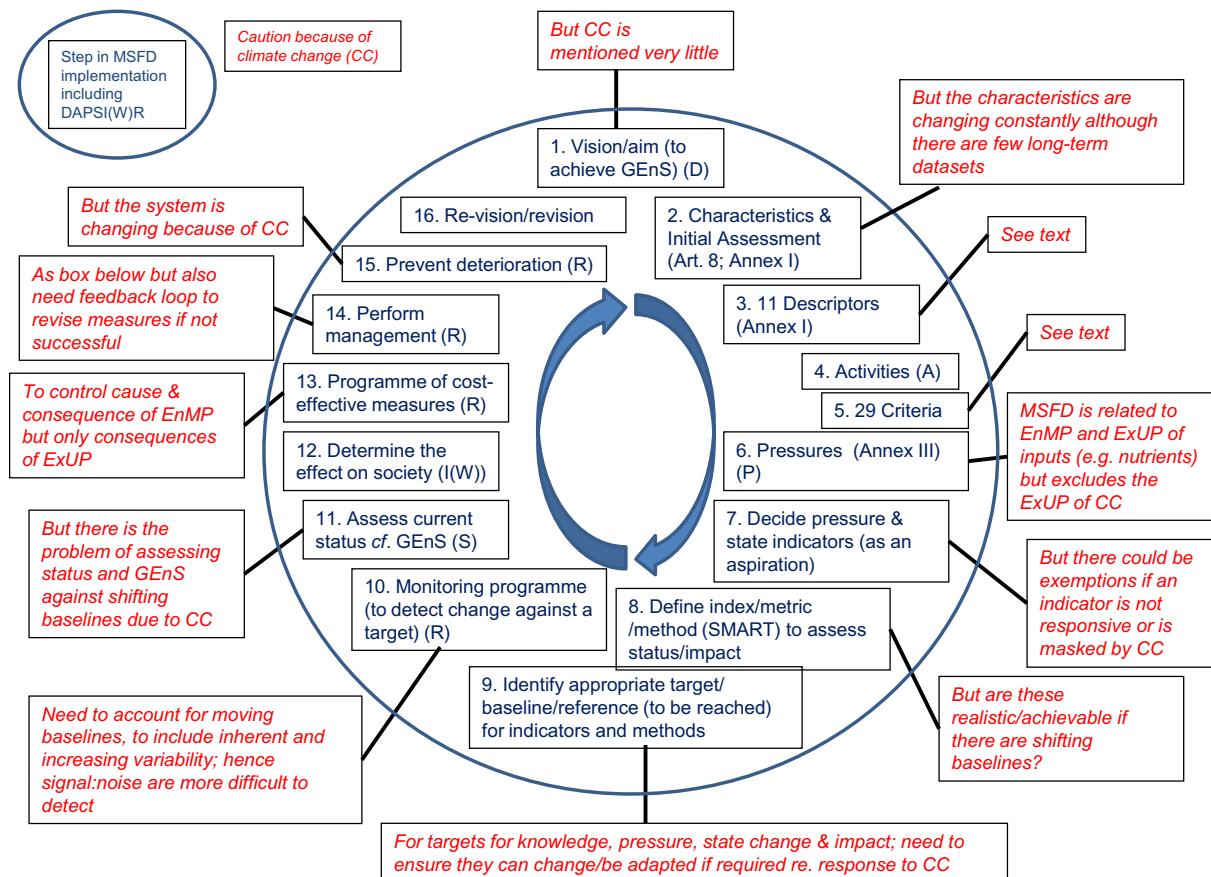 Step in MSFD
implementation
including
DAPSI(W)R
Caution because of
climate change (CC)
But CC is
mentioned very little
But the characteristics are
changing constantly although
there are few long-term
datasets
1. Vision/aim (to
achieve GEnS) (D)
16. Re-vision/revision
2. Characteristics &
Initial Assessment
(Art. 8; Annex I)
But the system is
changing because of CC
See text
15. Prevent deterioration (R)
As box below but also
need feedback loop to
revise measures if not
successful
3. 11 Descriptors
(Annex I)
14. Perform
management (R)
See text
4. Activities (A)
To control cause &
consequence of EnMP
but only consequences
of ExUP
13. Programme of cost-
effective measures (R)
5. 29 Criteria
MSFD is related to
EnMP and ExUP of
inputs (e.g. nutrients)
but excludes the
ExUP of CC
12. Determine the
effect on society (I(W))
6. Pressures (Annex III)
(P)
But there is the
problem of assessing
status and GEnS
against shifting
baselines due to CC
11. Assess current
status cf. GEnS (S)
7. Decide pressure &
state indicators (as an
aspiration)
But there could be
exemptions if an
indicator is not
responsive or is
masked by CC
10. Monitoring programme
(to detect change against a
target) (R)
8. Define index/metric
/method (SMART) to assess
status/impact
9. Identify appropriate target/
baseline/reference (to be reached)
for indicators and methods
Need to account for moving
baselines, to include inherent and
increasing variability; hence
signal:noise are more difficult to
detect
But are these
realistic/achievable if
there are shifting
baselines?
For targets for knowledge, pressure, state change & impact; need to
ensure they can change/be adapted if required re. response to CC